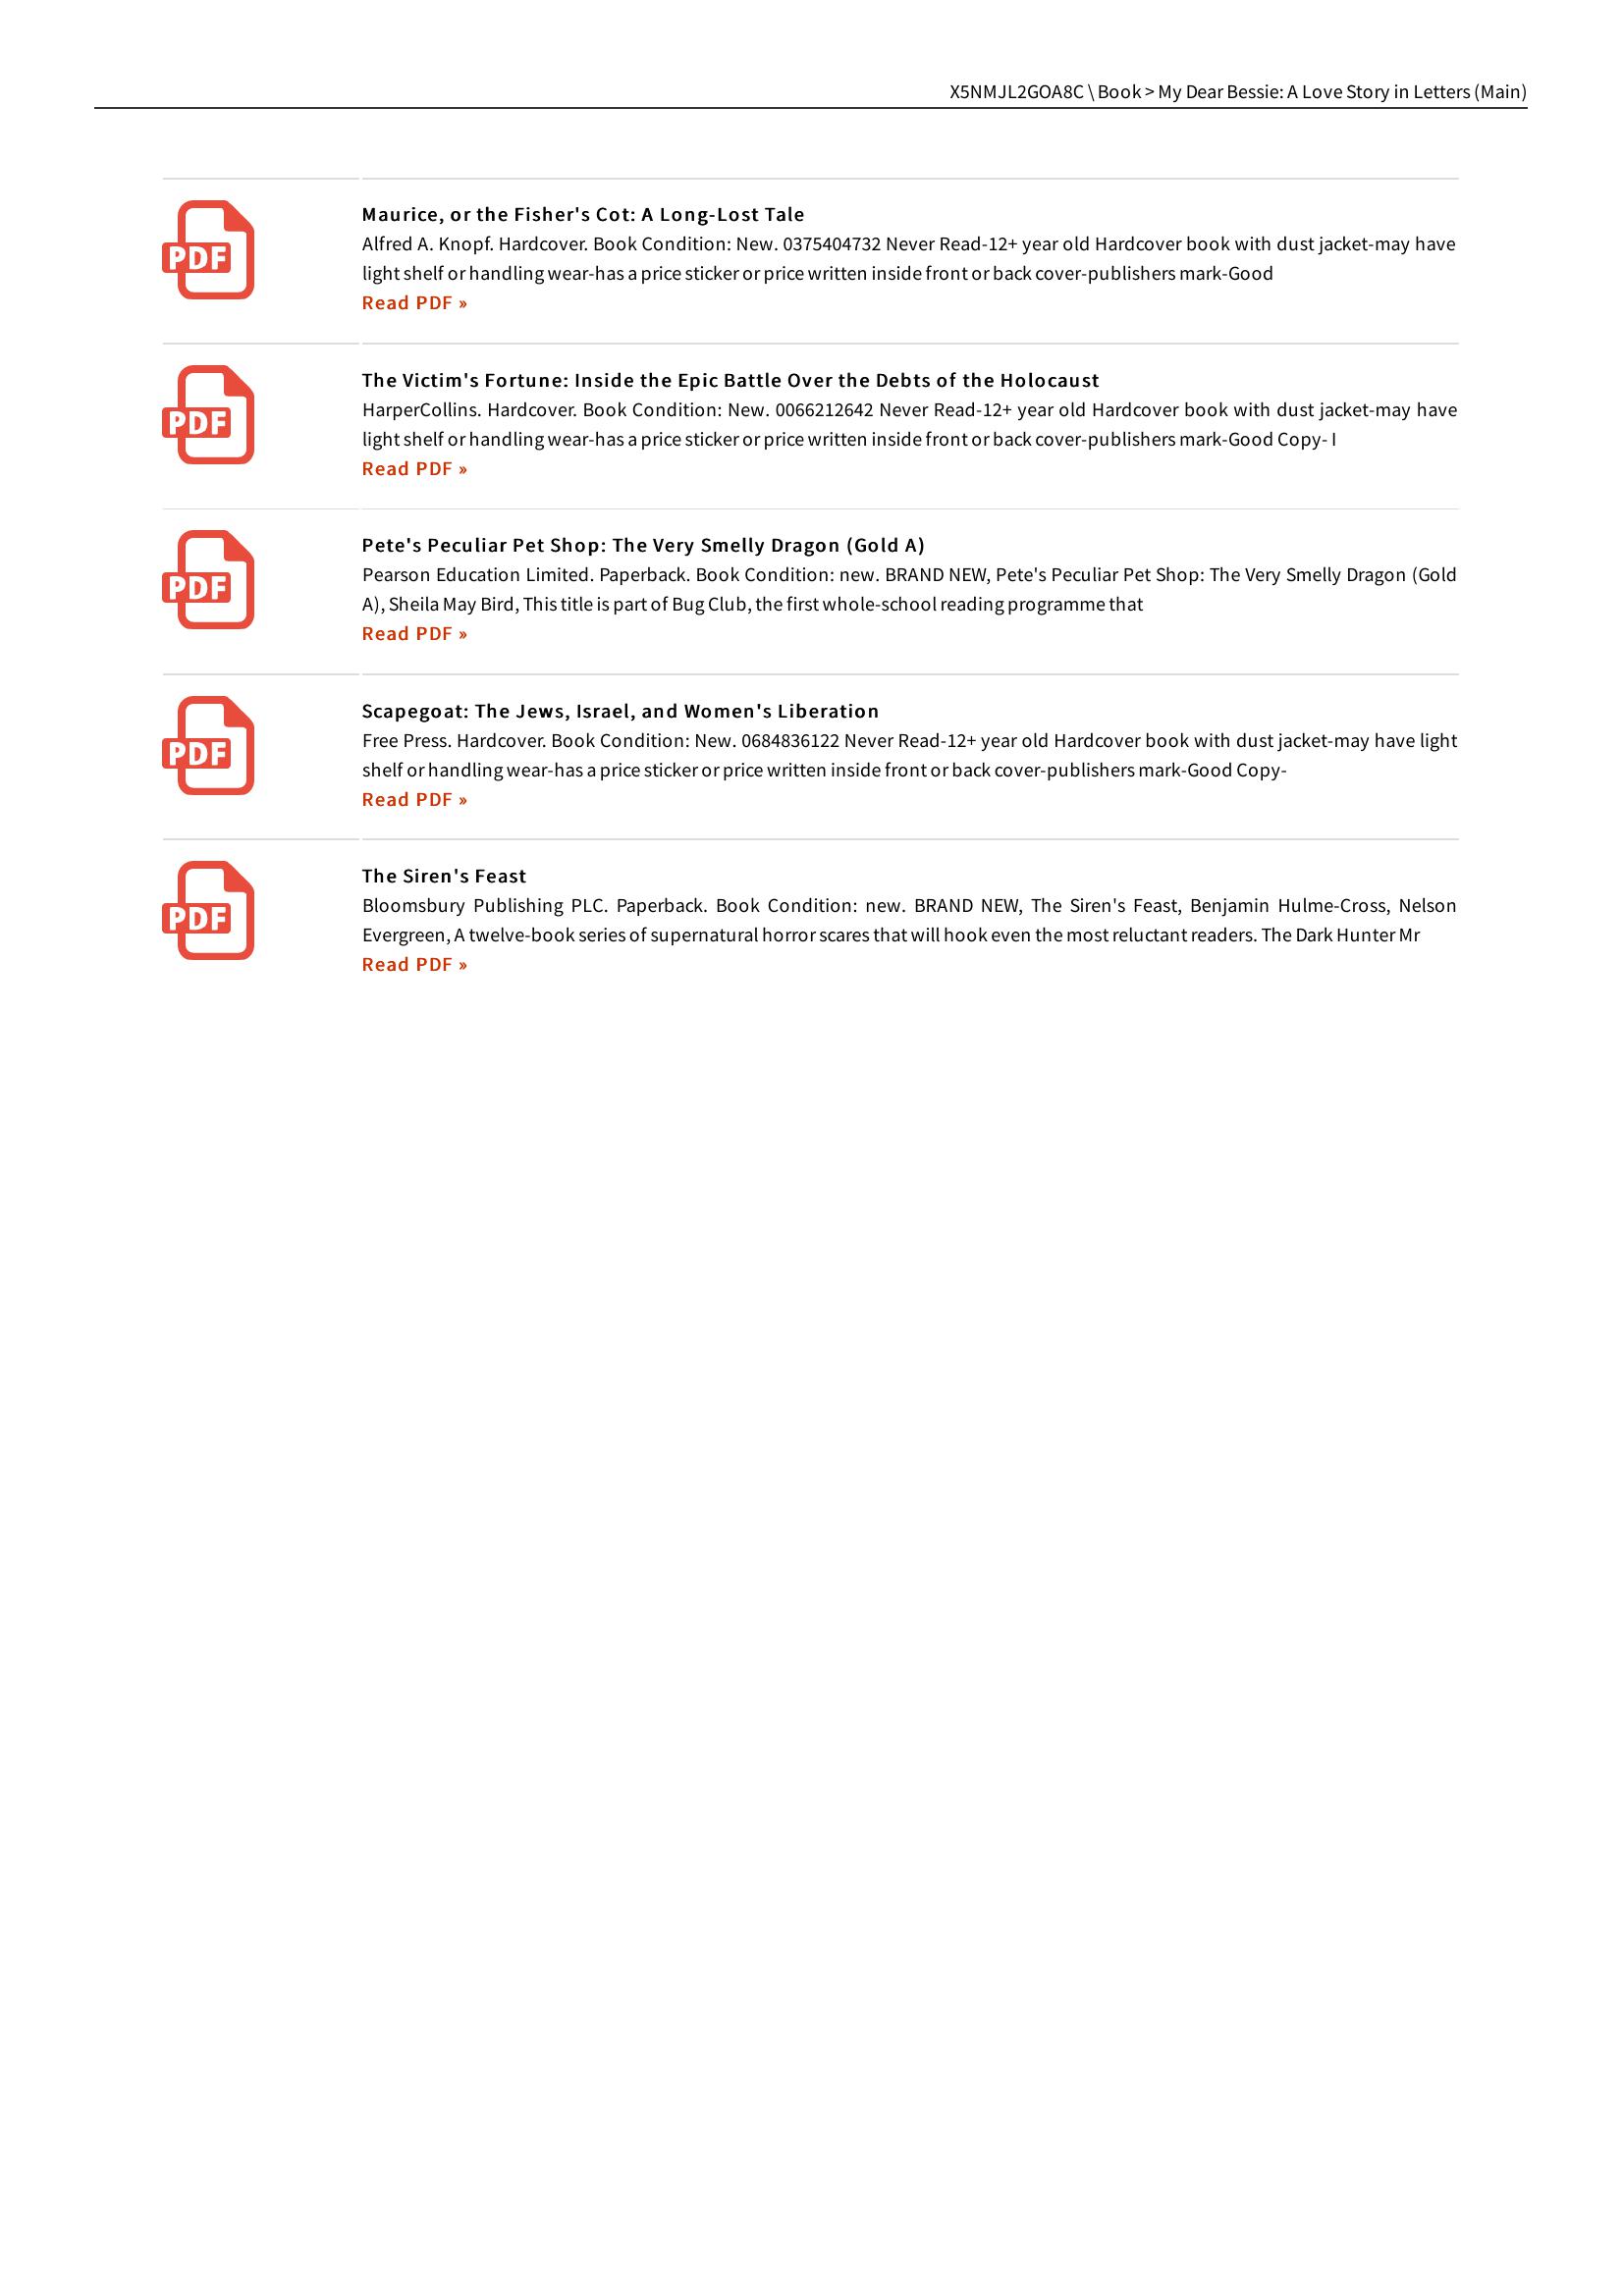 X5NMJL2GOA8C \ Book > My Dear Bessie: A Love Story in Letters (Main)
PDF
Maurice, or the Fisher's Cot: A Long-Lost Tale
Alfred A. Knopf. Hardcover. Book Condition: New. 0375404732 Never Read-12+ year old Hardcover book with dust jacket-may have
light shelf or handling wear-has a price sticker or price written inside front or back cover-publishers mark-Good
Read PDF »
PDF
The Victim's Fortune: Inside the Epic Battle Over the Debts of the Holocaust
HarperCollins. Hardcover. Book Condition: New. 0066212642 Never Read-12+ year old Hardcover book with dust jacket-may have
light shelf or handling wear-has a price sticker or price written inside front or back cover-publishers mark-Good Copy- I
Read PDF »
PDF
Pete's Peculiar Pet Shop: The Very Smelly Dragon (Gold A)
Pearson Education Limited. Paperback. Book Condition: new. BRAND NEW, Pete's Peculiar Pet Shop: The Very Smelly Dragon (Gold
A), Sheila May Bird, This title is part of Bug Club, the first whole-school reading programme that
Read PDF »
PDF
Scapegoat: The Jews, Israel, and Women's Liberation
Free Press. Hardcover. Book Condition: New. 0684836122 Never Read-12+ year old Hardcover book with dust jacket-may have light
shelf or handling wear-has a price sticker or price written inside front or back cover-publishers mark-Good Copy-
Read PDF »
PDF
The Siren's Feast
Bloomsbury Publishing PLC. Paperback. Book Condition: new. BRAND NEW, The Siren's Feast, Benjamin Hulme-Cross, Nelson
Evergreen, A twelve-book series of supernatural horror scares that will hook even the most reluctant readers. The Dark Hunter Mr
Read PDF »